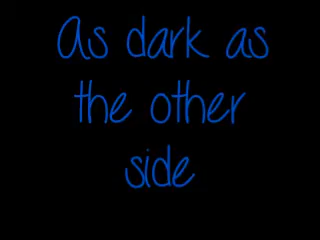 As dark as
the other
side